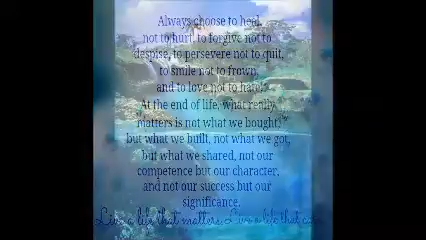 Always choose to heal,
not to hurt, to forgive not to
despise, to persevere not to quit,
to smile not to frown,
and to love not to hate!
At the end of life, what really
matters is not what we bought
but what we built, not what we got,
but what we shared, not our
competence but our character,
and not our success but our
significance.
Live a life that matters. Live a life that